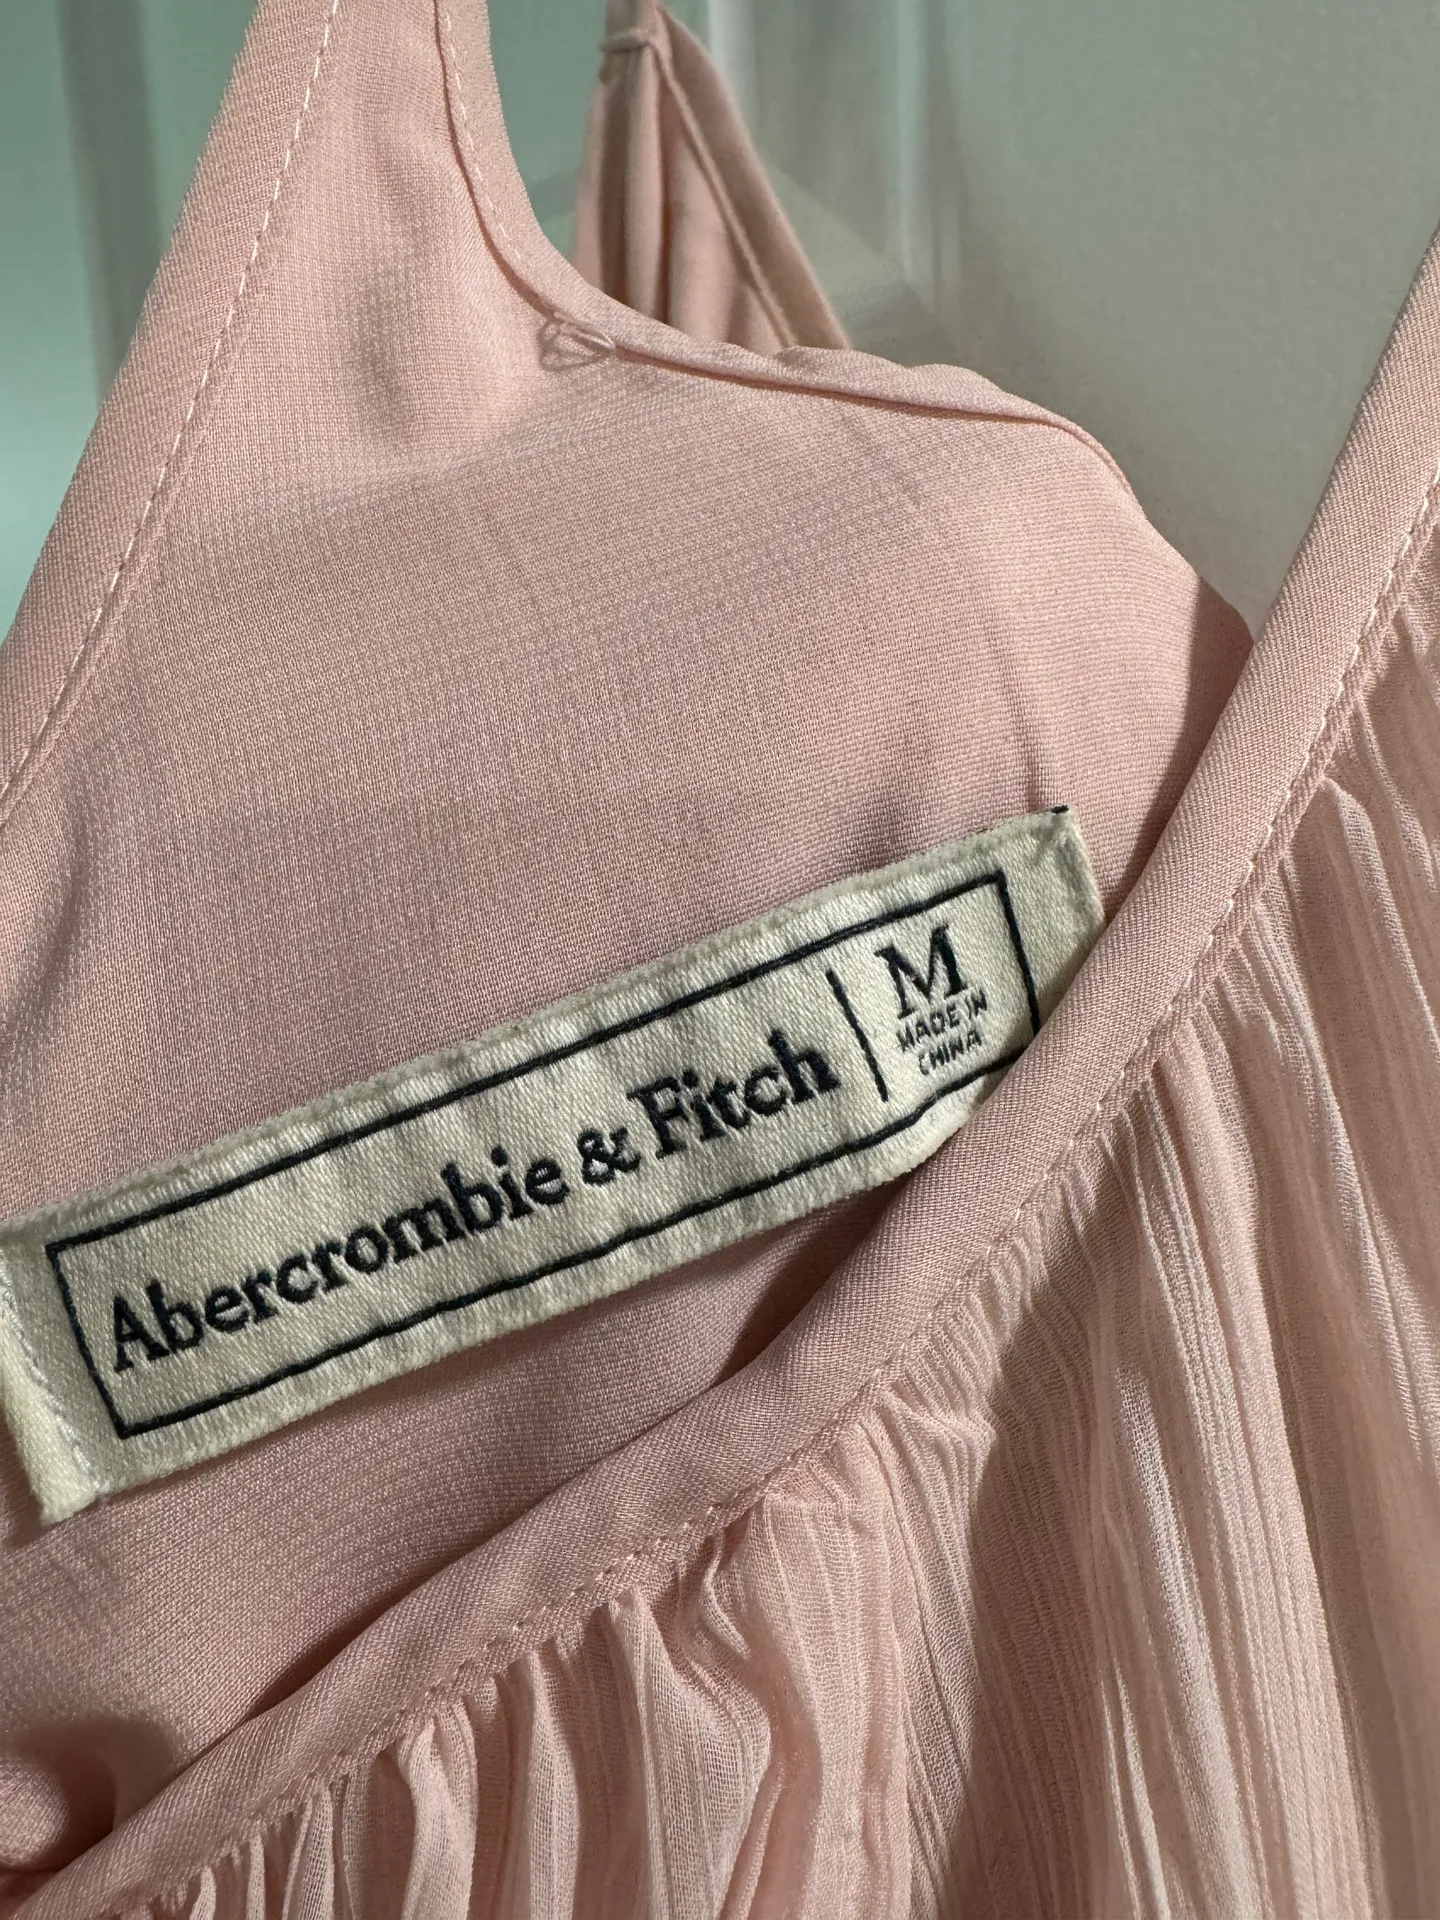 Abercrombie & Fitch
M
MADE IN
CHINA